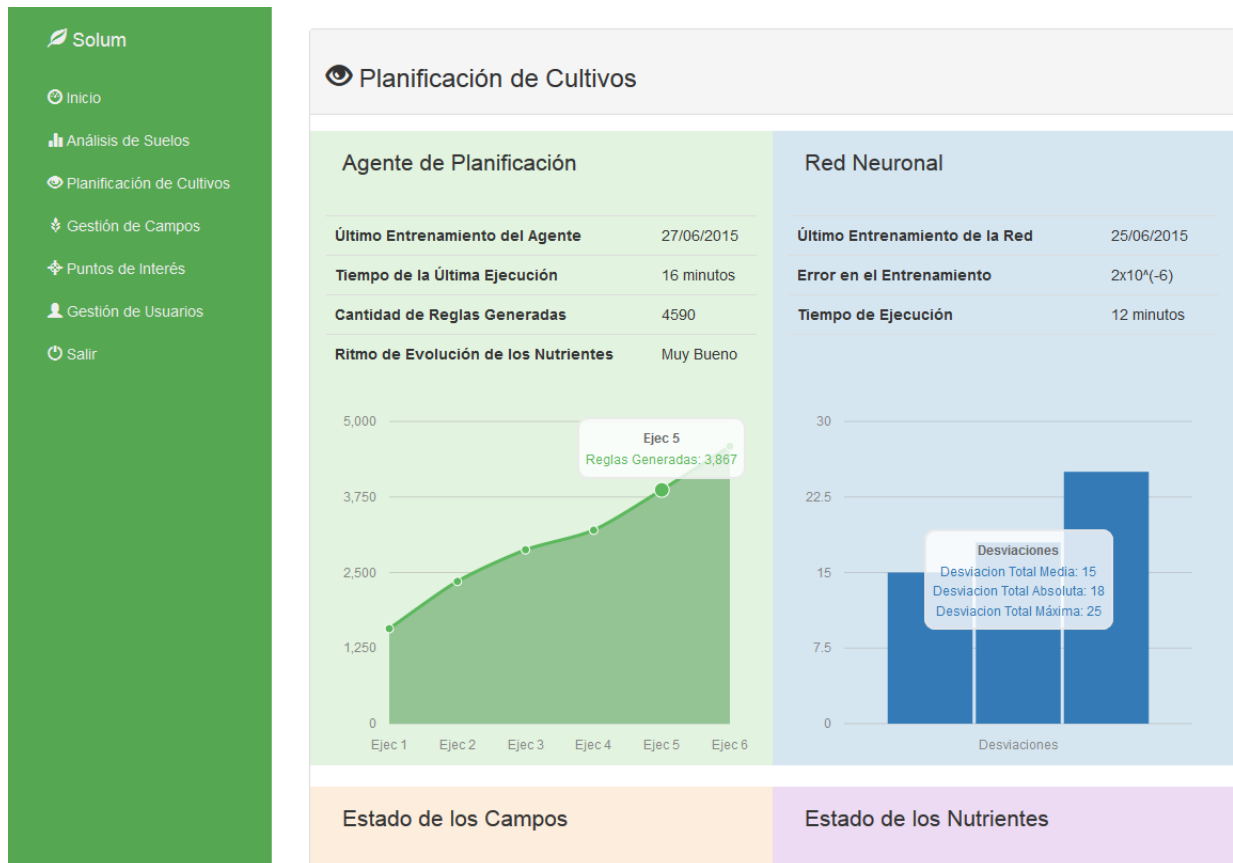 Solum
Inicio
Análisis de Suelos
Planificación de Cultivos
Gestión de Campos
Puntos de Interés
Gestión de Usuarios
Salir
Planificación de Cultivos
Agente de Planificación
Último Entrenamiento del Agente 27/06/2015
Tiempo de la Última Ejecución 16 minutos
Cantidad de Reglas Generadas 4590
Ritmo de Evolución de los Nutrientes Muy Bueno
5,000
3,750
2,500
1,250
0
Ejec 5
Reglas Generadas: 3,867
Ejec 1 Ejec 2 Ejec 3 Ejec 4 Ejec 5 Ejec 6
Red Neuronal
Último Entrenamiento de la Red 25/06/2015
Error en el Entrenamiento 2x10^(-6)
Tiempo de Ejecución 12 minutos
30
22.5
15
7.5
0
Desviaciones
Desviacion Total Media: 15
Desviacion Total Absoluta: 18
Desviacion Total Máxima: 25
Desviaciones
Estado de los Campos
Estado de los Nutrientes